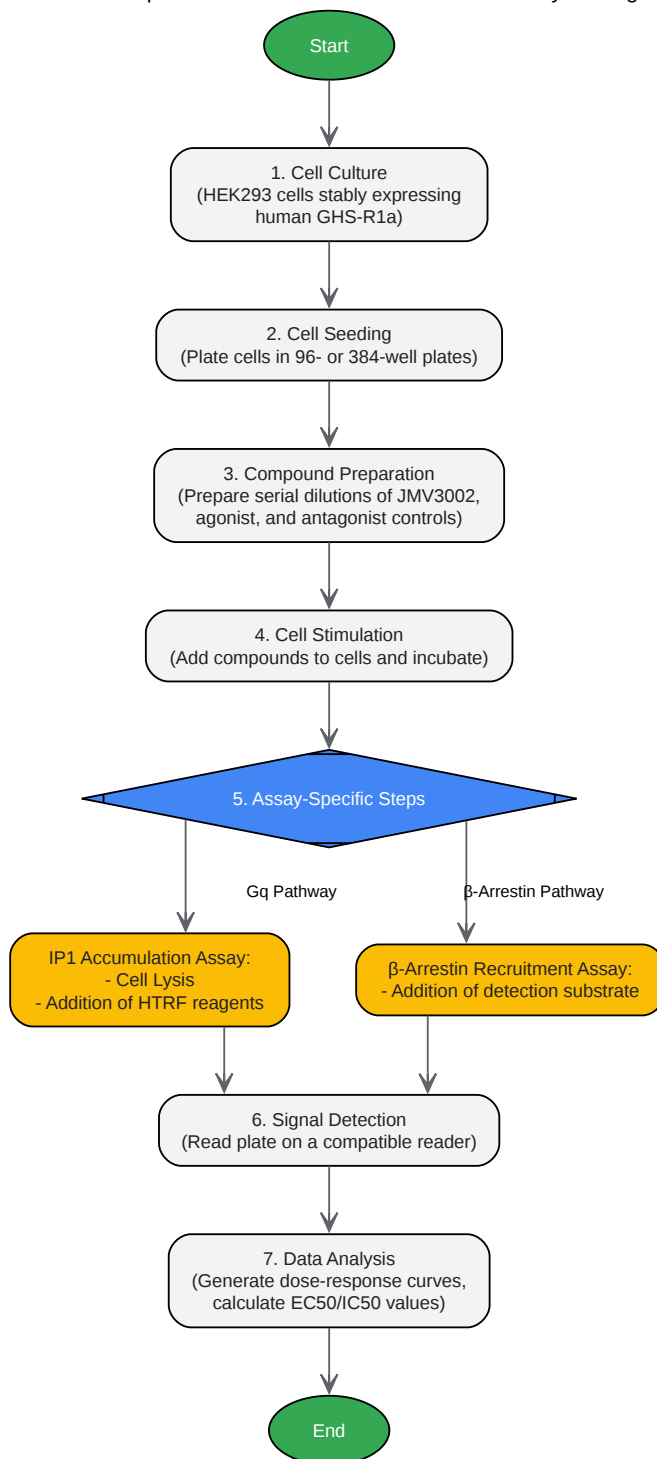 Start
1. Cell Culture
(HEK293 cells stably expressing
human GHS-R1a)
2. Cell Seeding
(Plate cells in 96- or 384-well plates)
3. Compound Preparation
(Prepare serial dilutions of JMV3002,
agonist, and antagonist controls)
4. Cell Stimulation
(Add compounds to cells and incubate)
5. Assay-Specific Steps
Gq Pathway
β-Arrestin Pathway
IP1 Accumulation Assay:
- Cell Lysis
- Addition of HTRF reagents
β-Arrestin Recruitment Assay:
- Addition of detection substrate
6. Signal Detection
(Read plate on a compatible reader)
7. Data Analysis
(Generate dose-response curves,
calculate EC50/IC50 values)
End